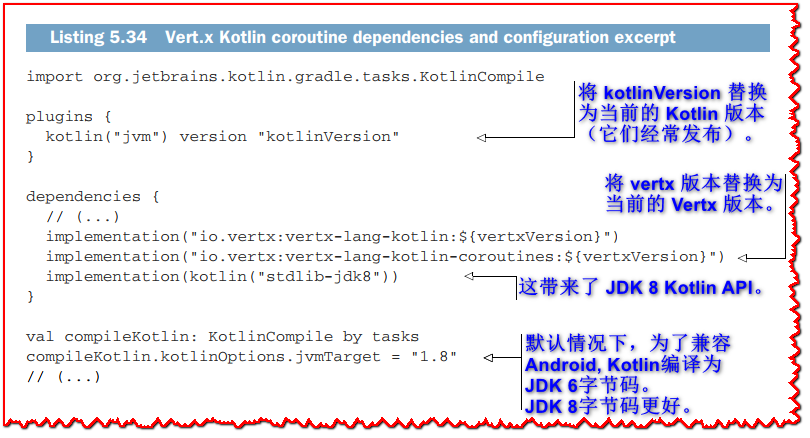 Listing 5.34 Vert.x Kotlin coroutine dependencies and configuration excerpt
import org.jetbrains.kotlin.gradle.tasks.KotlinCompile
将 kotlinVersion 替换
为当前的 Kotlin 版本
（它们经常发布）。
plugins {
kotlin("jvm") version "kotlinVersion"
}
将 vertx 版本替换为
当前的 Vertx 版本。
dependencies {
// (...)
implementation("io.vertx:vertx-lang-kotlin:${vertxVersion}")
implementation("io.vertx:vertx-lang-kotlin-coroutines:${vertxVersion}")
implementation(kotlin("stdlib-jdk8"))
这带来了 JDK 8 Kotlin API。
}
val compileKotlin: KotlinCompile by tasks
compileKotlin.kotlinOptions.jvmTarget = "1.8"
// (...)
默认情况下，为了兼容
Android, Kotlin编译为
JDK 6字节码。
JDK 8字节码更好。